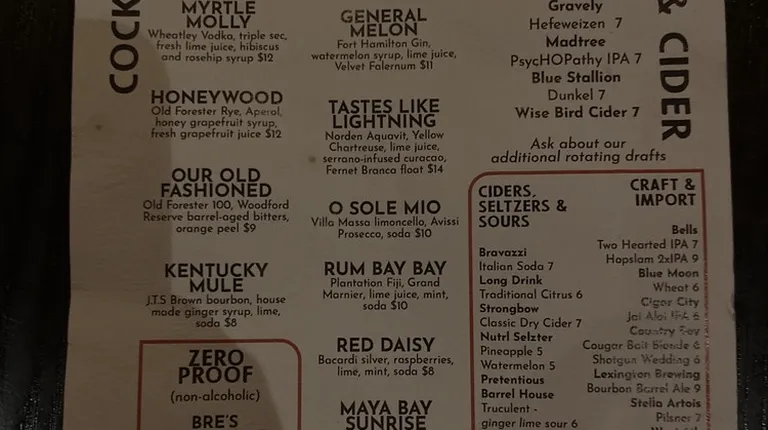 COCK
MYRTLE
MOLLY
Wheatley Vodka, triple sec,
fresh lime juice, hibiscus
and rosehip syrup $12
HONEYWOOD
Old Forester Rye, Aperol,
honey grapefruit syrup,
fresh grapefruit juice $12
OUR OLD
FASHIONED
Old Forester 100, Woodford
Reserve barrel-aged bitters,
orange peel $9
KENTUCKY
MULE
J.T.S Brown bourbon, house
made ginger syrup, lime,
soda $8
ZERO
PROOF
(non-alcoholic)
BRE'S
GENERAL
MELON
Fort Hamilton Gin,
watermelon syrup, lime juice,
Velvet Falernum $11
TASTES LIKE
LIGHTNING
Norden Aquavit, Yellow
Chartreuse, lime juice,
serrano-infused curacao,
Fernet Branca float $14
O SOLE MIO
Villa Massa limoncello, Avissi
Prosecco, soda $10
RUM BAY BAY
Plantation Fiji, Grand
Marnier, lime juice, mint,
soda $10
RED DAISY
Bacardi silver, raspberries,
lime, mint, soda $8
MAYA BAY
SUNRISE
& CIDER
Gravely
Hefeweizen 7
Madtree
PsycHOPathy IPA 7
Blue Stallion
Dunkel 7
Wise Bird Cider 7
Ask about our
additional rotating drafts
CIDERS,
SELTZERS &
SOURS
Bravazzi
Italian Soda 7
Long Drink
Traditional Citrus 6
Strongbow
Classic Dry Cider 7
Nutrl Selzter
Pineapple 5
Watermelon 5
Pretentious
Barrel House
Truculent -
ginger lime sour 6
CRAFT &
IMPORT
Bells
Two Hearted IPA 7
Hopslam 2xIPA 9
Blue Moon
Wheat 6
Cigar City
Jai Alai IPA 6
Country Boy
Cougar Bait Blonde 6
Shotgun Wedding 6
Lexington Brewing
Bourbon Barrel Ale 9
Stella Artois
Pilsner 7